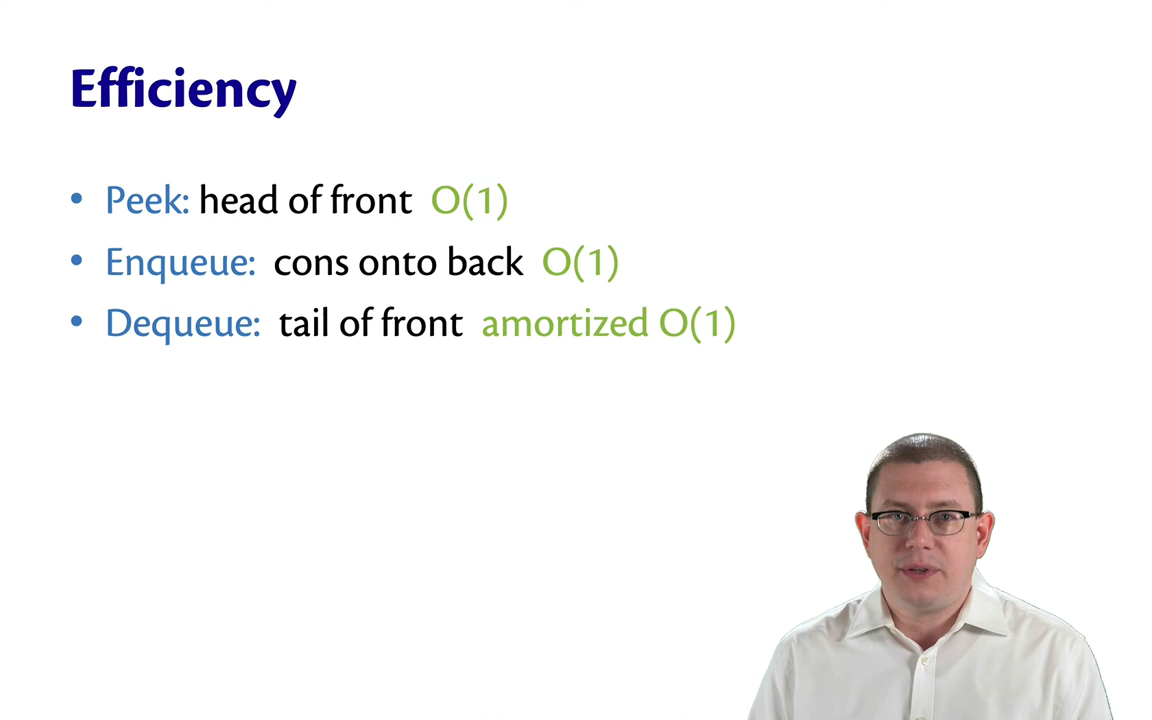 Efficiency
• Peek: head of front O(1)
• Enqueue: cons onto back O(1)
• Dequeue: tail of front amortized O(1)